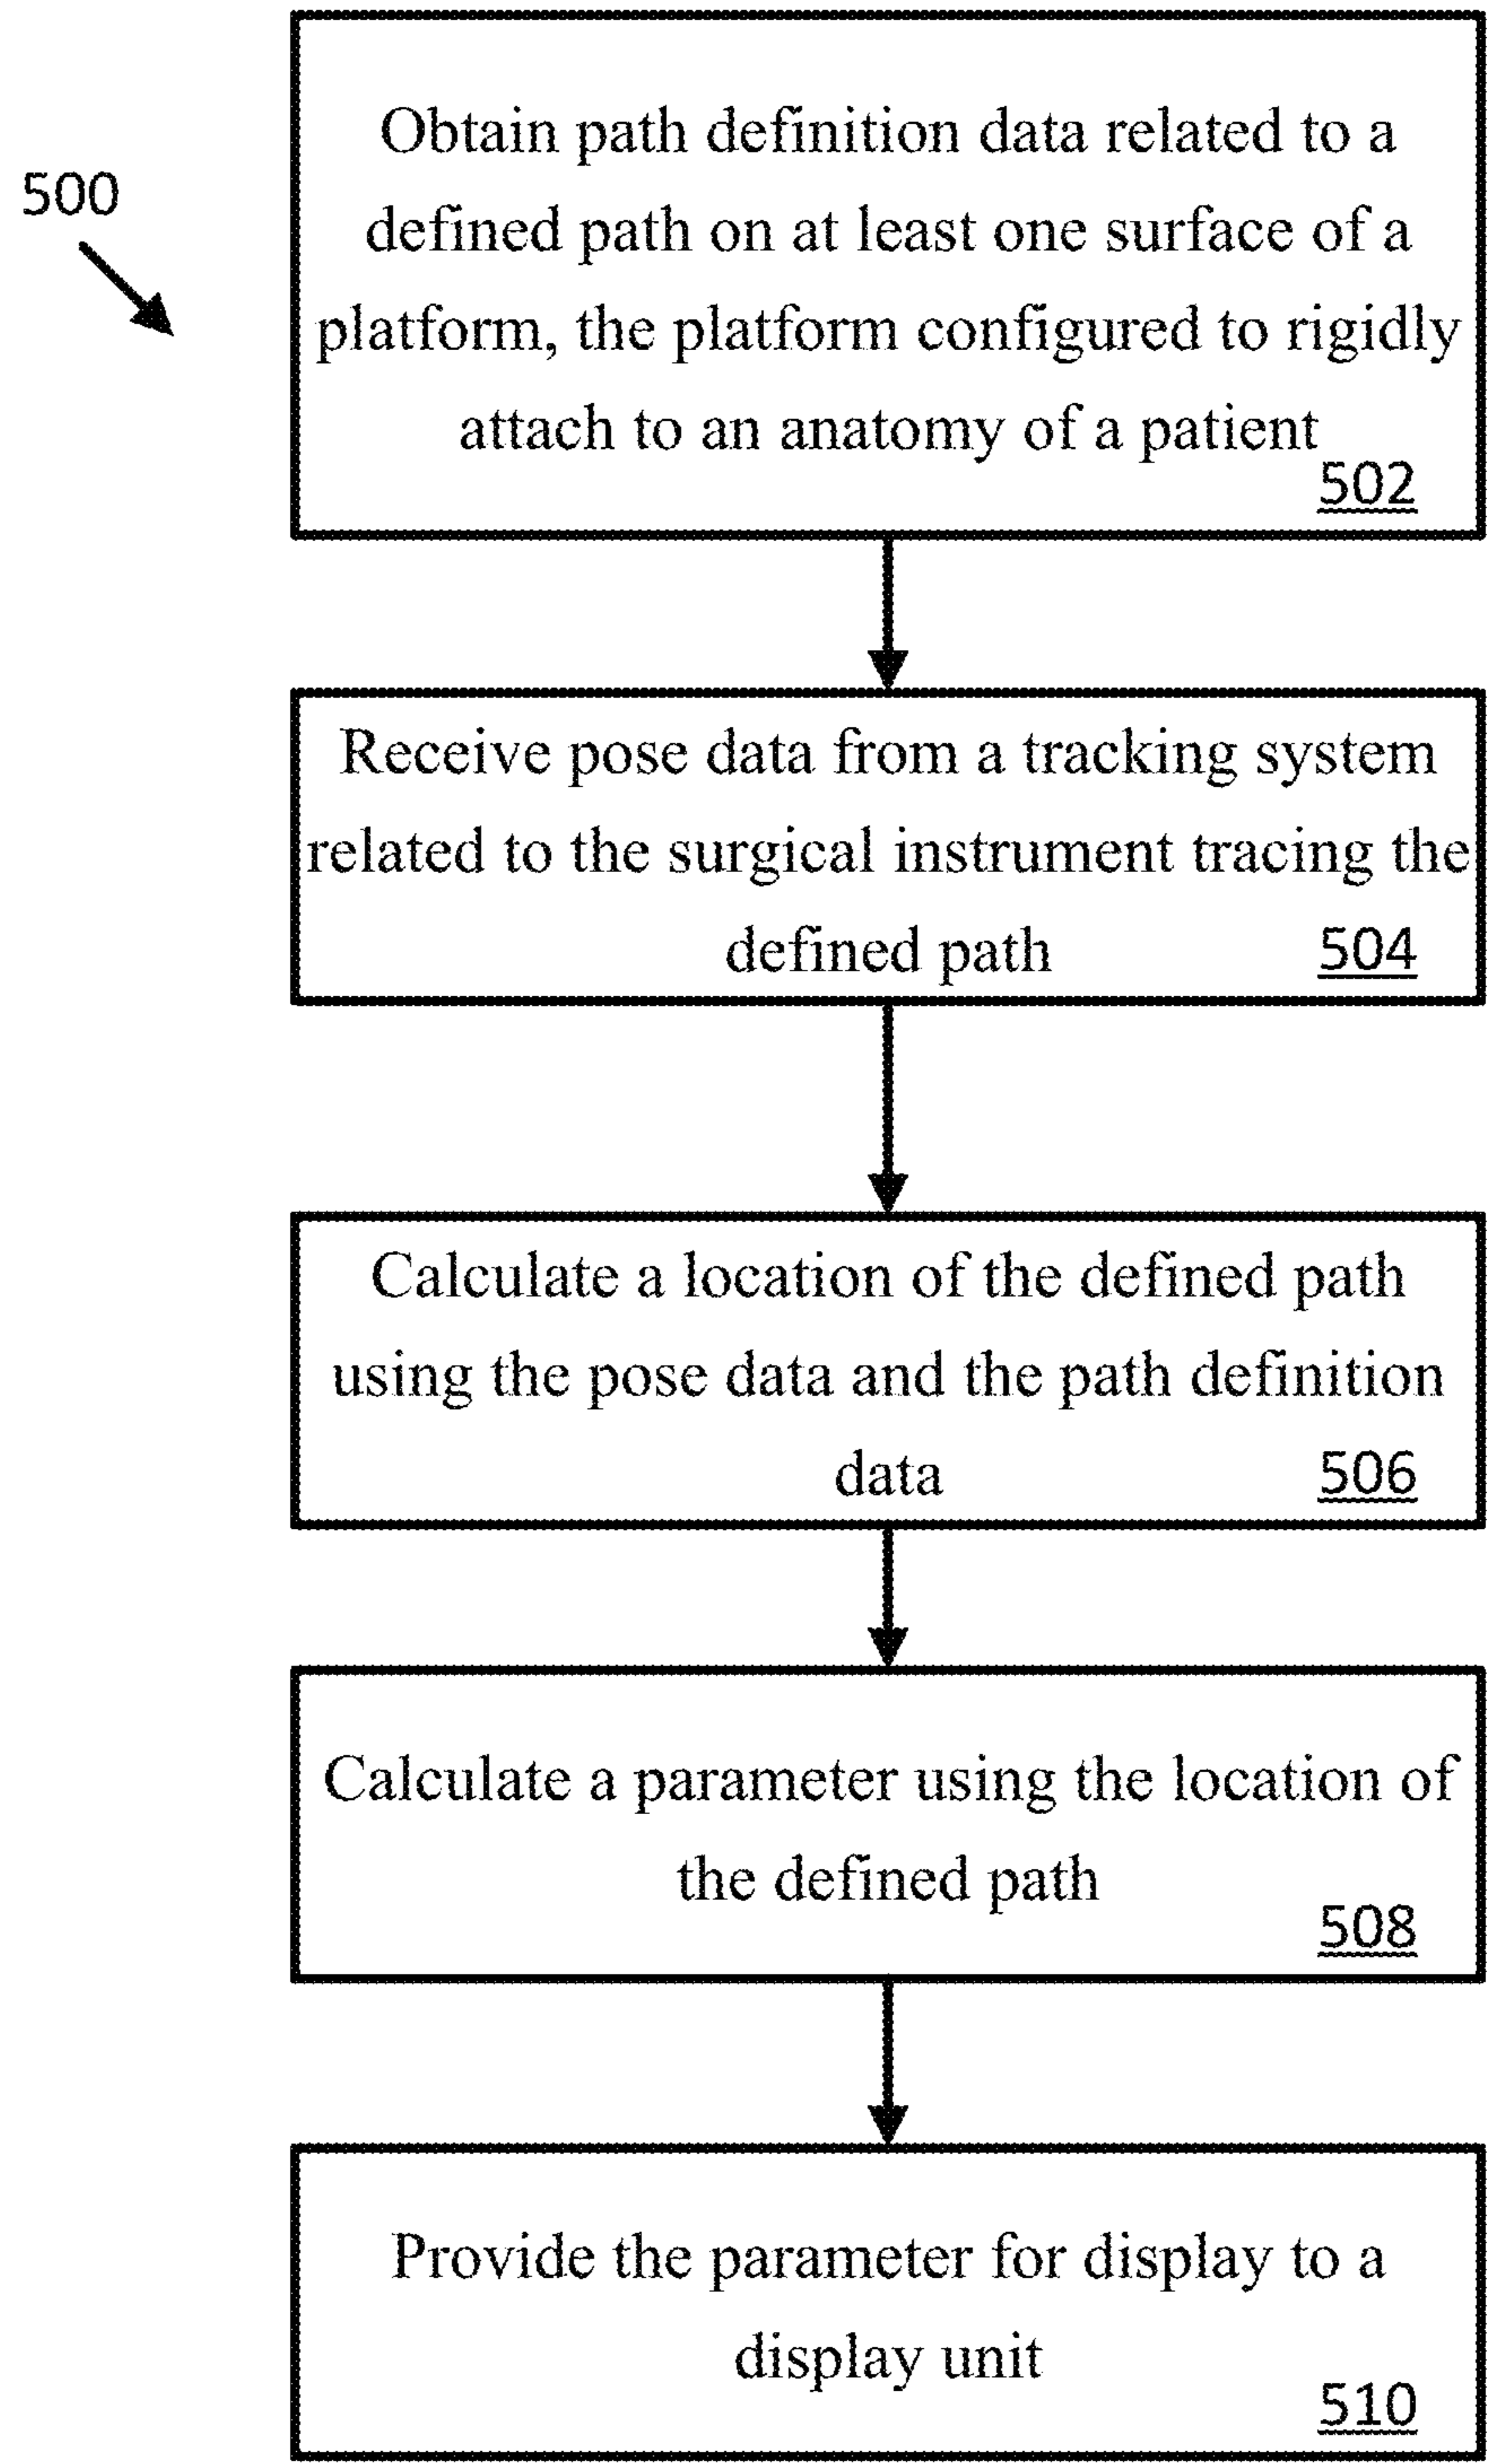 500
Obtain path definition data related to a
defined path on at least one surface of a
platform, the platform configured to rigidly
attach to an anatomy of a patient
502
Receive pose data from a tracking system
related to the surgical instrument tracing the
defined path 504
Calculate a location of the defined path
using the pose data and the path definition
data 506
Calculate a parameter using the location of
the defined path
508
Provide the parameter for display to a
display unit
510